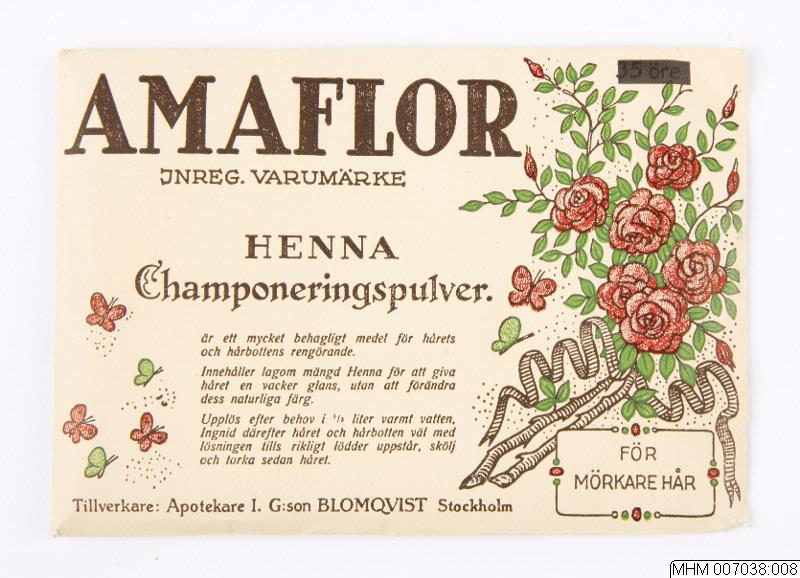 AMAFLOR
35 öre
INREG. VARUMÄRKE
HENNA
Champoneringspulver.
är ett mycket behagligt medel för hårets
och hårbottens rengörande.
Innehåller lagom mängd Henna för att giva
håret en vacker glans, utan att förändra
dess naturliga färg.
Upplös efter behov i liter varmt vatten,
Ingnid därefter håret och hårbotten väl med
lösningen tills rikligt lödder uppstår, skölj
och torka sedan håret.
FÖR
MÖRKARE HÅR
Tillverkare: Apotekare I. G:son BLOMQVIST Stockholm
MHM 007038:008